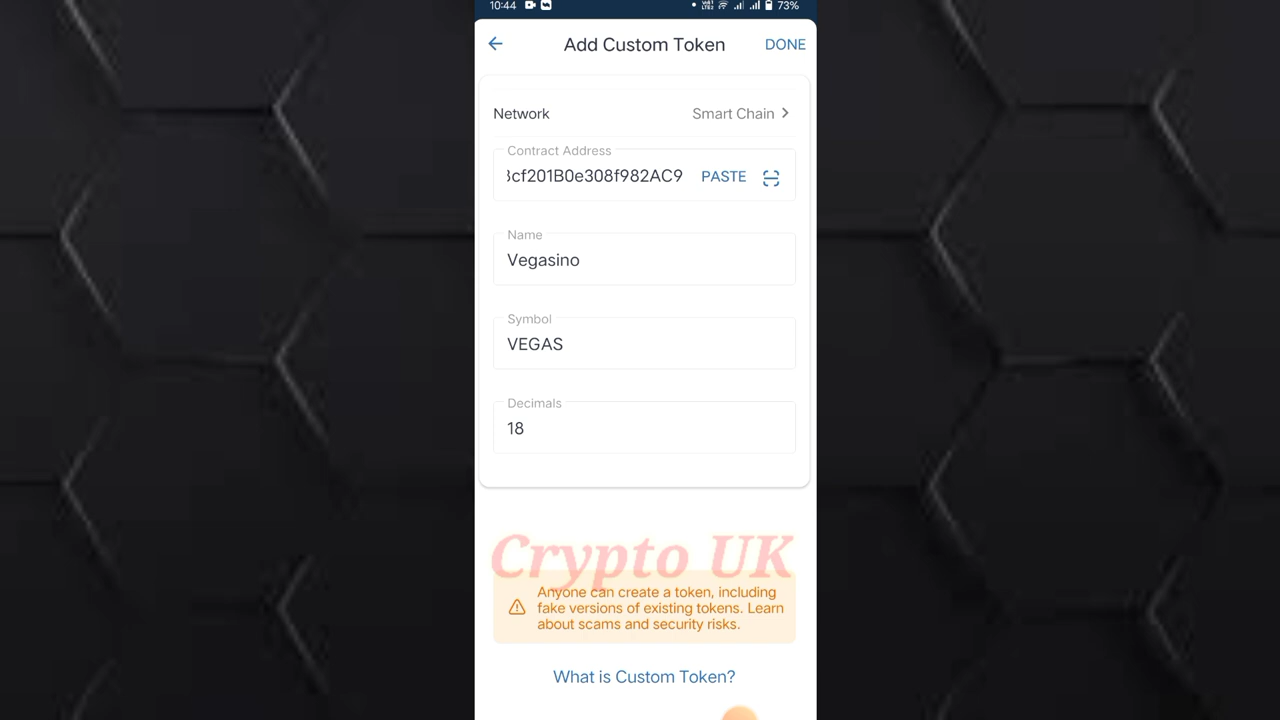 10:44
73%
Add Custom Token DONE
Network Smart Chain
Contract Address
cf201B0e308f982AC9 PASTE
Name
Vegasino
Symbol
VEGAS
Decimals
18
Crypto UK
Anyone can create a token, including
fake versions of existing tokens. Learn
about scams and security risks.
What is Custom Token?